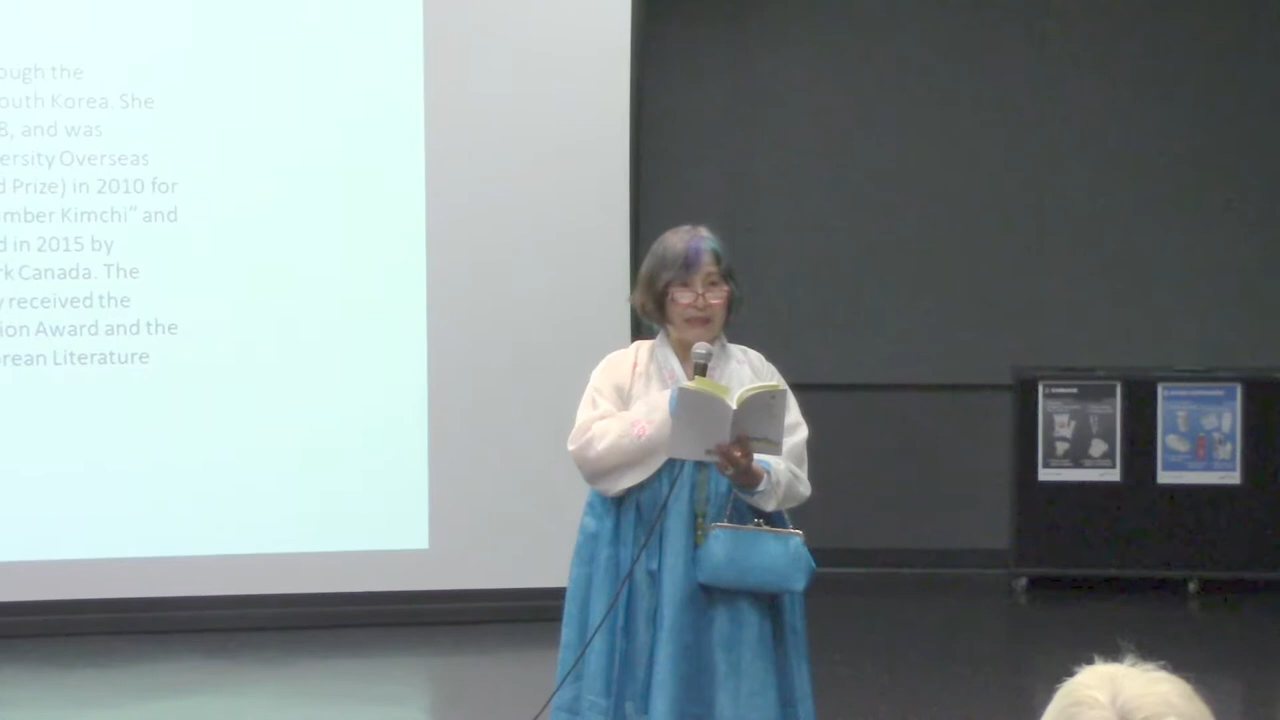 ough the
outh Korea. She
8, and was
ersity Overseas
d Prize) in 2010 for
umber Kimchi” and
d in 2015 by
rk Canada. The
y received the
ion Award and the
orean Literature